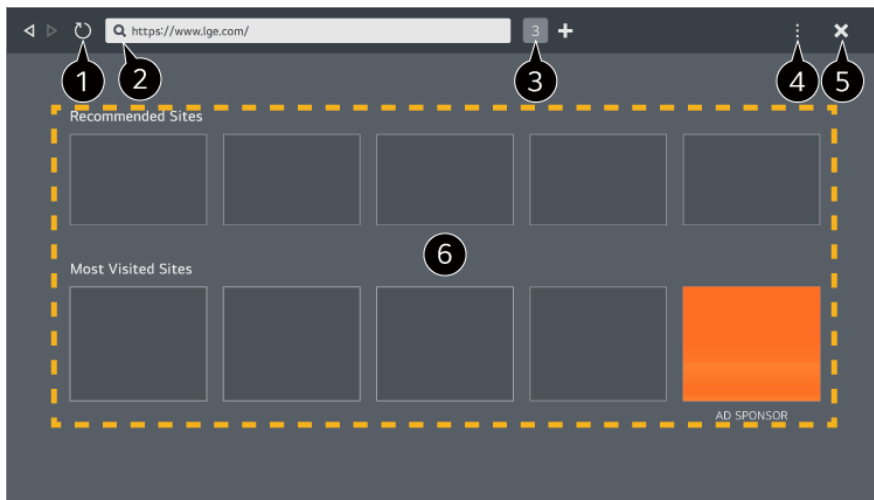 https://www.lge.com/ 3
1 2 3 4 5
Recommended Sites
6
Most Visited Sites
AD SPONSOR